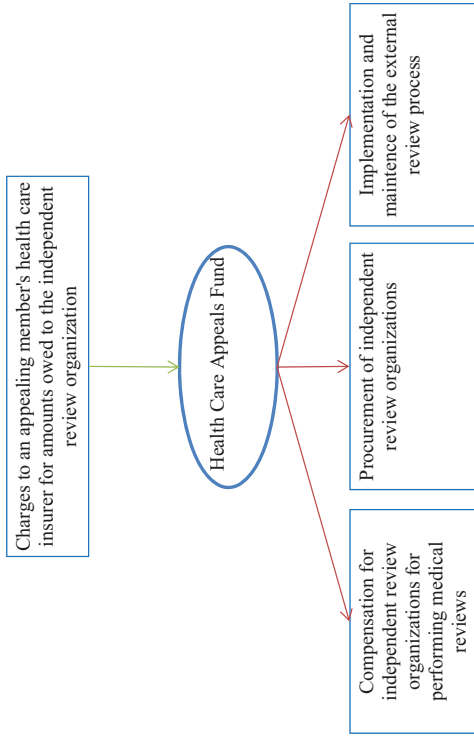 Charges to an appealing member's health care
insurer for amounts owed to the independent
review organization
Health Care Appeals Fund
Compensation for
independent review
organizations for
performing medical
reviews
Procurement of independent
review organizations
Implementation and
maintence of the external
review process